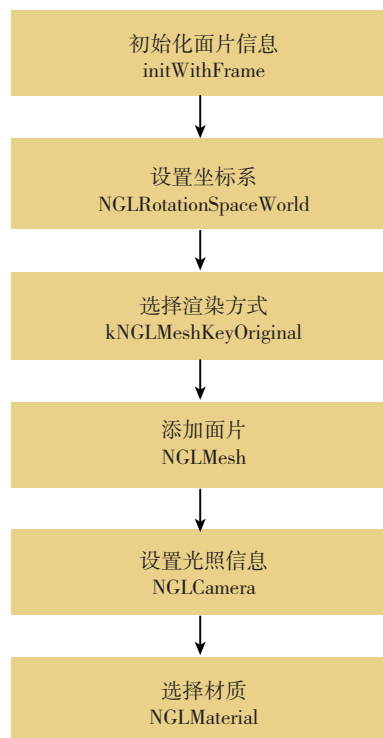 初始化面片信息
initWithFrame
设置坐标系
NGLRotationSpaceWorld
选择渲染方式
kNGLMeshKeyOriginal
添加面片
NGLMesh
设置光照信息
NGLCamera
选择材质
NGLMaterial